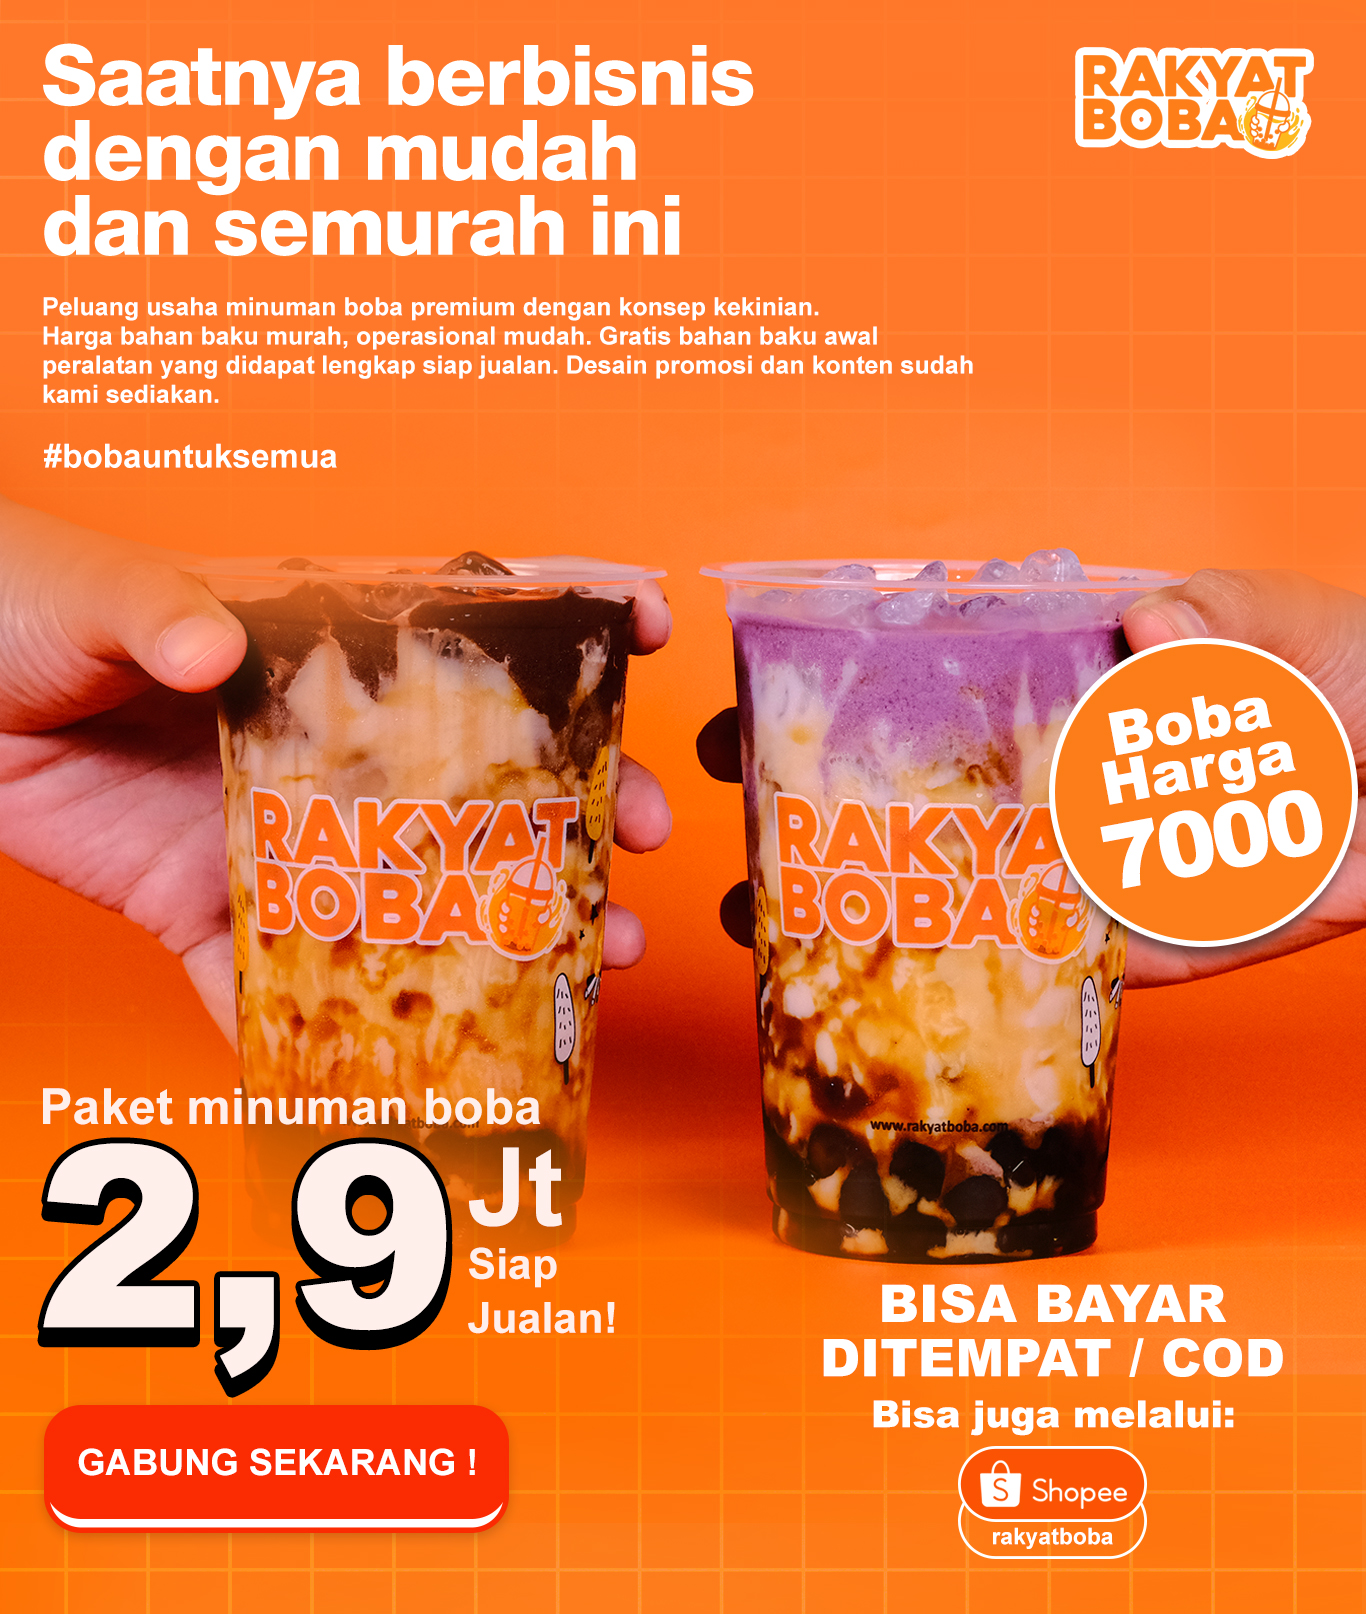 Saatnya berbisnis
dengan mudah
dan semurah ini
RAKYAT
BOBA
Peluang usaha minuman boba premium dengan konsep kekinian.
Harga bahan baku murah, operasional mudah. Gratis bahan baku awal
peralatan yang didapat lengkap siap jualan. Desain promosi dan konten sudah
kami sediakan.
#bobauntuksemua
RAKYAT
BOBA
RAKYA
BOBA
www.rakyatboba.com
Boba
Harga
7000
Paket minuman boba
2,9 Jt
Siap
Jualan!
GABUNG SEKARANG !
BISA BAYAR
DITEMPAT / COD
Bisa juga melalui:
S Shopee
rakyatboba